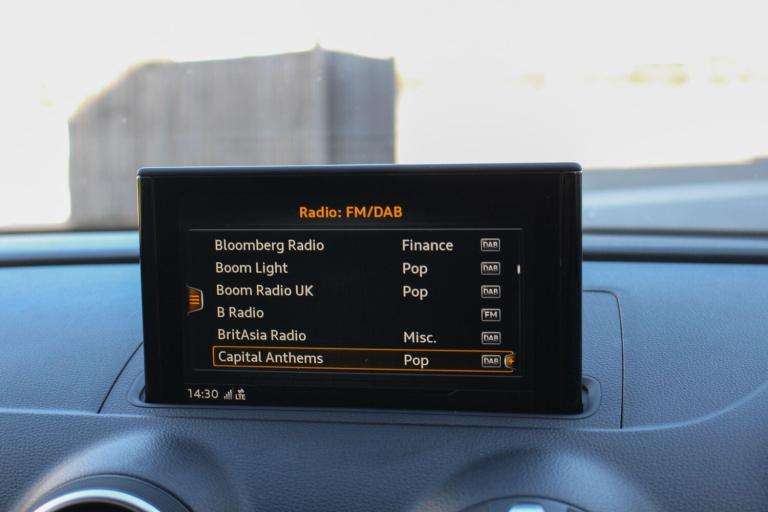 Radio: FM/DAB
Bloomberg Radio Finance DAB
Boom Light Pop DAB
Boom Radio UK Pop DAB
B Radio FM
BritAsia Radio Misc. DAB
Capital Anthems Pop DAB
14:30 LTE